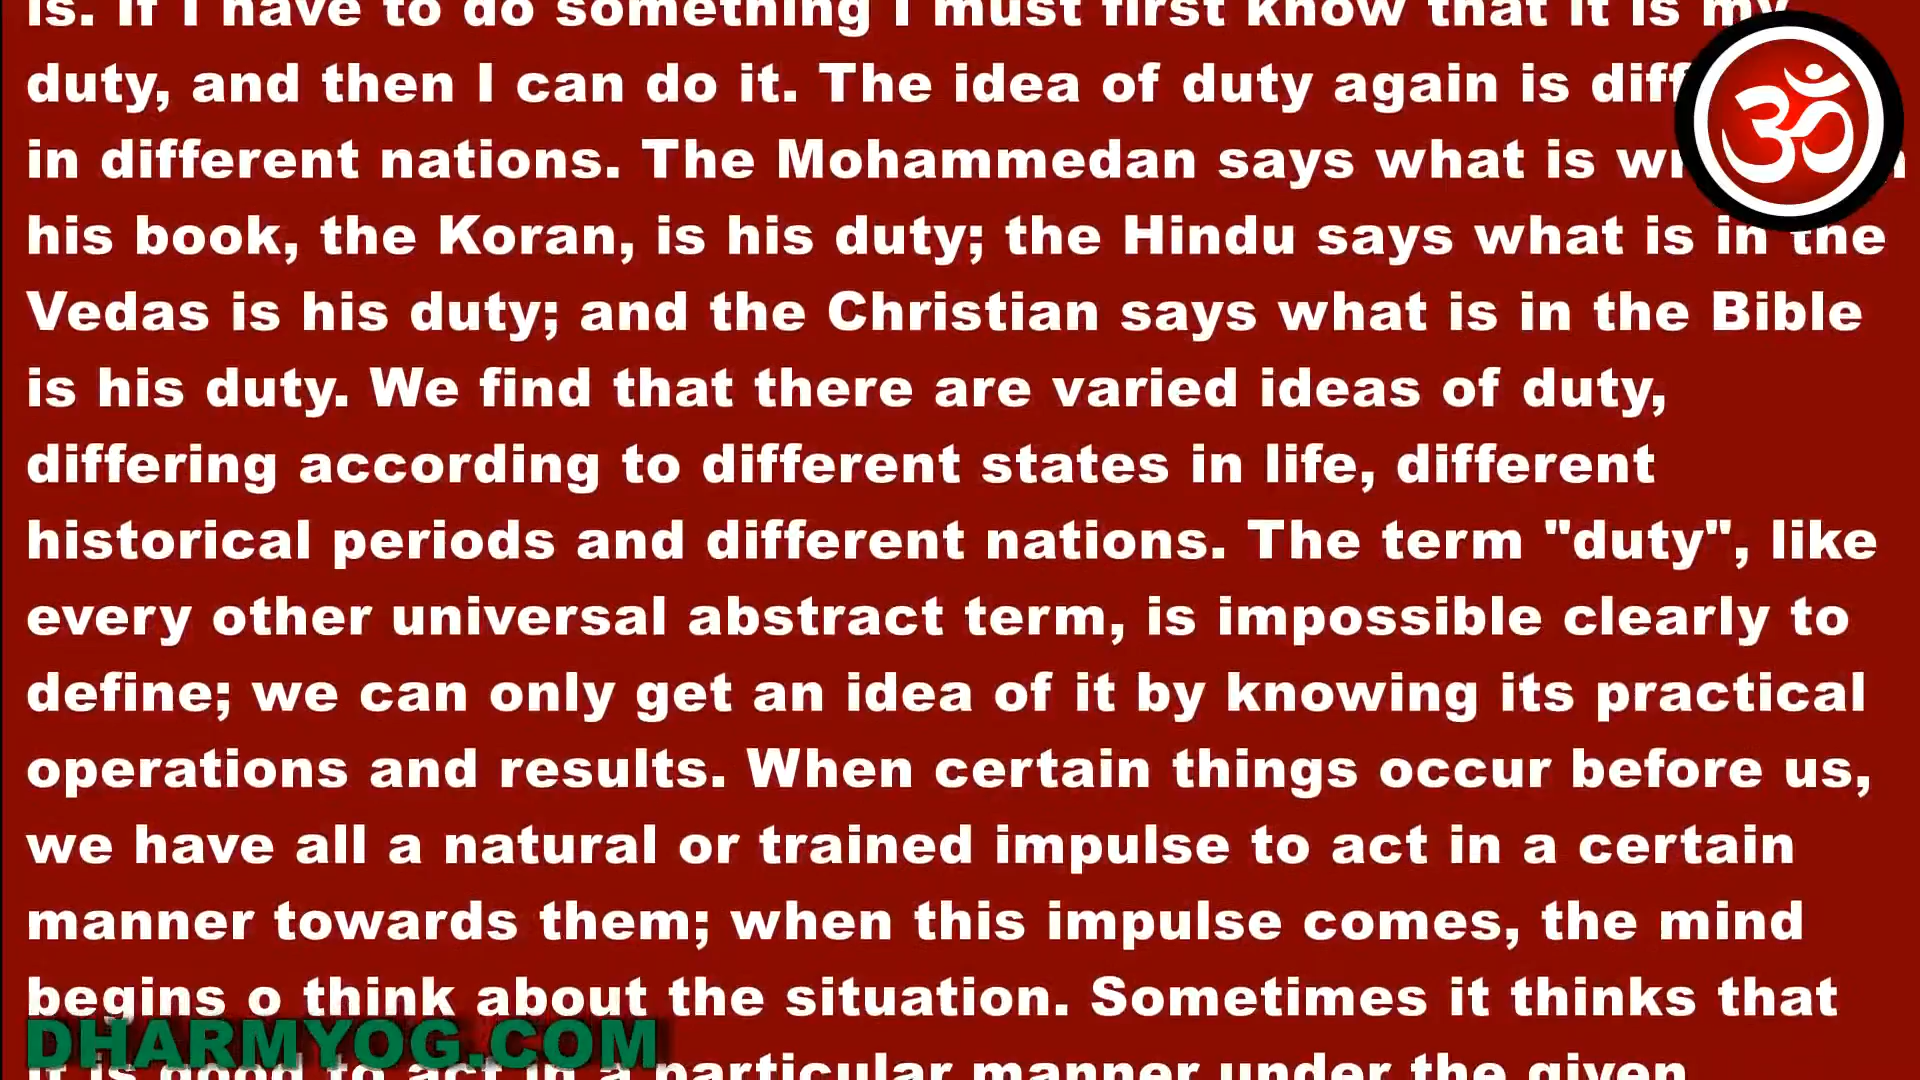 is. If I have to do something I must first know that it is my
duty, and then I can do it. The idea of duty again is
in different nations. The Mohammedan says what is
his book, the Koran, is his duty; the Hindu says what is in the
Vedas is his duty; and the Christian says what is in the Bible
is his duty. We find that there are varied ideas of duty,
differing according to different states in life, different
historical periods and different nations. The term "duty", like
every other universal abstract term, is impossible clearly to
define; we can only get an idea of it by knowing its practical
operations and results. When certain things occur before us,
we have all a natural or trained impulse to act in a certain
manner towards them; when this impulse comes, the mind
begins o think about the situation. Sometimes it thinks that
it is good to act in a particular manner under the given
ॐ
DHARMYOG.COM